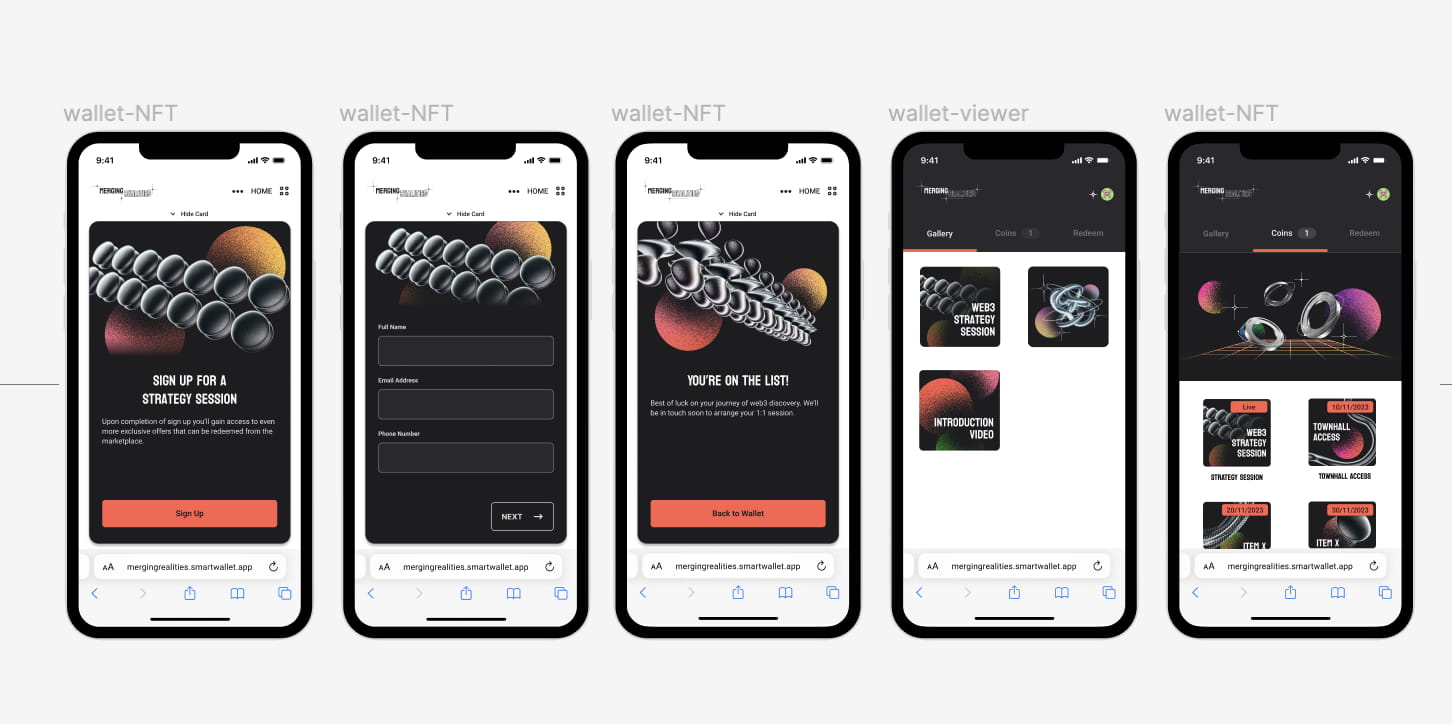 wallet-NFT
9:41
MERGING
REALITIES
HOME
Hide Card
SIGN UP FOR A
STRATEGY SESSION
Upon completion of sign up you'll gain access to even
more exclusive offers that can be redeemed from the
marketplace.
Sign Up
AA mergingrealities.smartwallet.app
wallet-NFT
9:41
MERGING
REALITIES
HOME
Hide Card
Full Name
Email Address
Phone Number
NEXT
AA mergingrealities.smartwallet.app
wallet-NFT
9:41
MERGING
REALITIES
HOME
Hide Card
YOU'RE ON THE LIST!
Best of luck on your journey of web3 discovery. We'll
be in touch soon to arrange your 1:1 session.
Back to Wallet
AA mergingrealities.smartwallet.app
wallet-viewer
9:41
MERGING
REALITIES
Gallery Coins 1 Redeem
WEB3
STRATEGY
SESSION
INTRODUCTION
VIDEO
AA mergingrealities.smartwallet.app
wallet-NFT
9:41
MERGING
REALITIES
Gallery Coins 1 Redeem
Live
WEB3
STRATEGY
SESSION
STRATEGY SESSION
10/11/2023
TOWNHALL
ACCESS
TOWNHALL ACCESS
20/11/2023
ITEM X
30/11/2023
ITEM X
AA mergingrealities.smartwallet.app